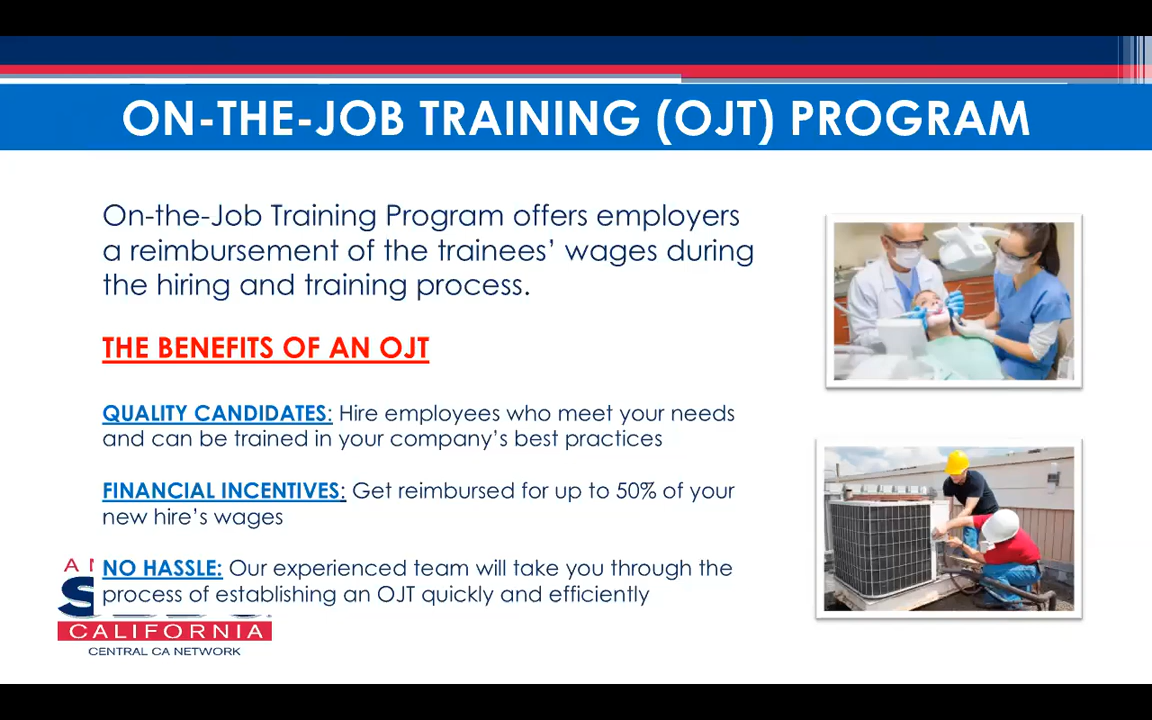 ON-THE-JOB TRAINING (OJT) PROGRAM
On-the-Job Training Program offers employers
a reimbursement of the trainees’ wages during
the hiring and training process.
THE BENEFITS OF AN OJT
QUALITY CANDIDATES: Hire employees who meet your needs
and can be trained in your company’s best practices
FINANCIAL INCENTIVES: Get reimbursed for up to 50% of your
new hire’s wages
NO HASSLE: Our experienced team will take you through the
process of establishing an OJT quickly and efficiently
CALIFORNIA
CENTRAL CA NETWORK